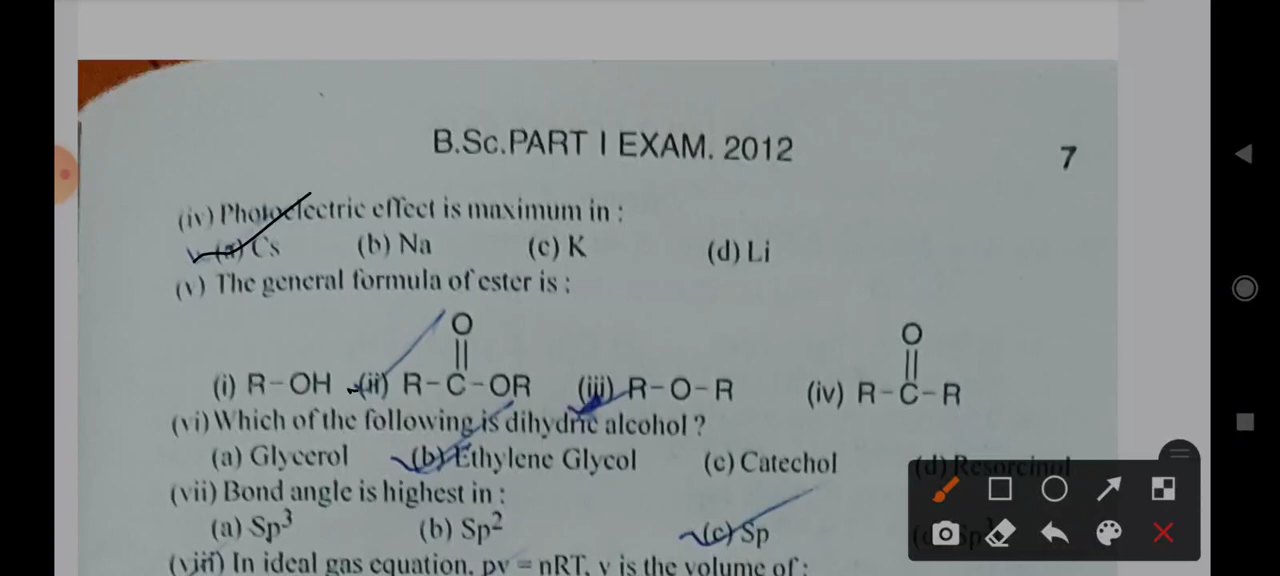 B.Sc.PART I EXAM. 2012
7
(iv) Photoelectric effect is maximum in :
(a) Cs (b) Na (c) K (d) Li
(v) The general formula of ester is :
O O
(i) R-OH (ii) R-C-OR (iii) R-O-R (iv) R-C-R
(vi) Which of the following is dihydric alcohol ?
(a) Glycerol (b) Ethylene Glycol (c) Catechol (d) Resorcinol
(vii) Bond angle is highest in :
(a) Sp3 (b) Sp2 (c) Sp
(viii) In ideal gas equation, pv = nRT, v is the volume of :